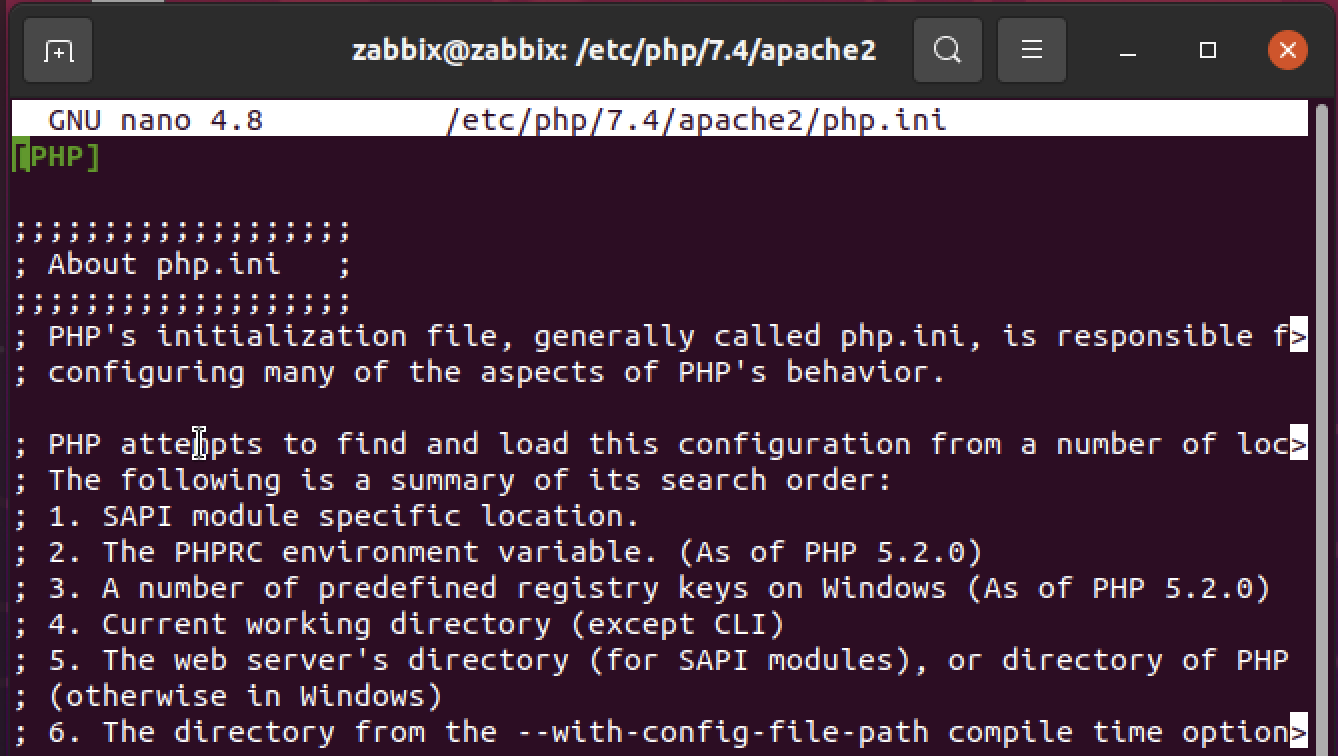 zabbix@zabbix: /etc/php/7.4/apache2
GNU nano 4.8 /etc/php/7.4/apache2/php.ini
[PHP]
;;;;;;;;;;;;;;;;;;;
; About php.ini ;
;;;;;;;;;;;;;;;;;;;
; PHP's initialization file, generally called php.ini, is responsible f>
; configuring many of the aspects of PHP's behavior.
; PHP attempts to find and load this configuration from a number of loc>
; The following is a summary of its search order:
; 1. SAPI module specific location.
; 2. The PHPRC environment variable. (As of PHP 5.2.0)
; 3. A number of predefined registry keys on Windows (As of PHP 5.2.0)
; 4. Current working directory (except CLI)
; 5. The web server's directory (for SAPI modules), or directory of PHP
; (otherwise in Windows)
; 6. The directory from the --with-config-file-path compile time option>